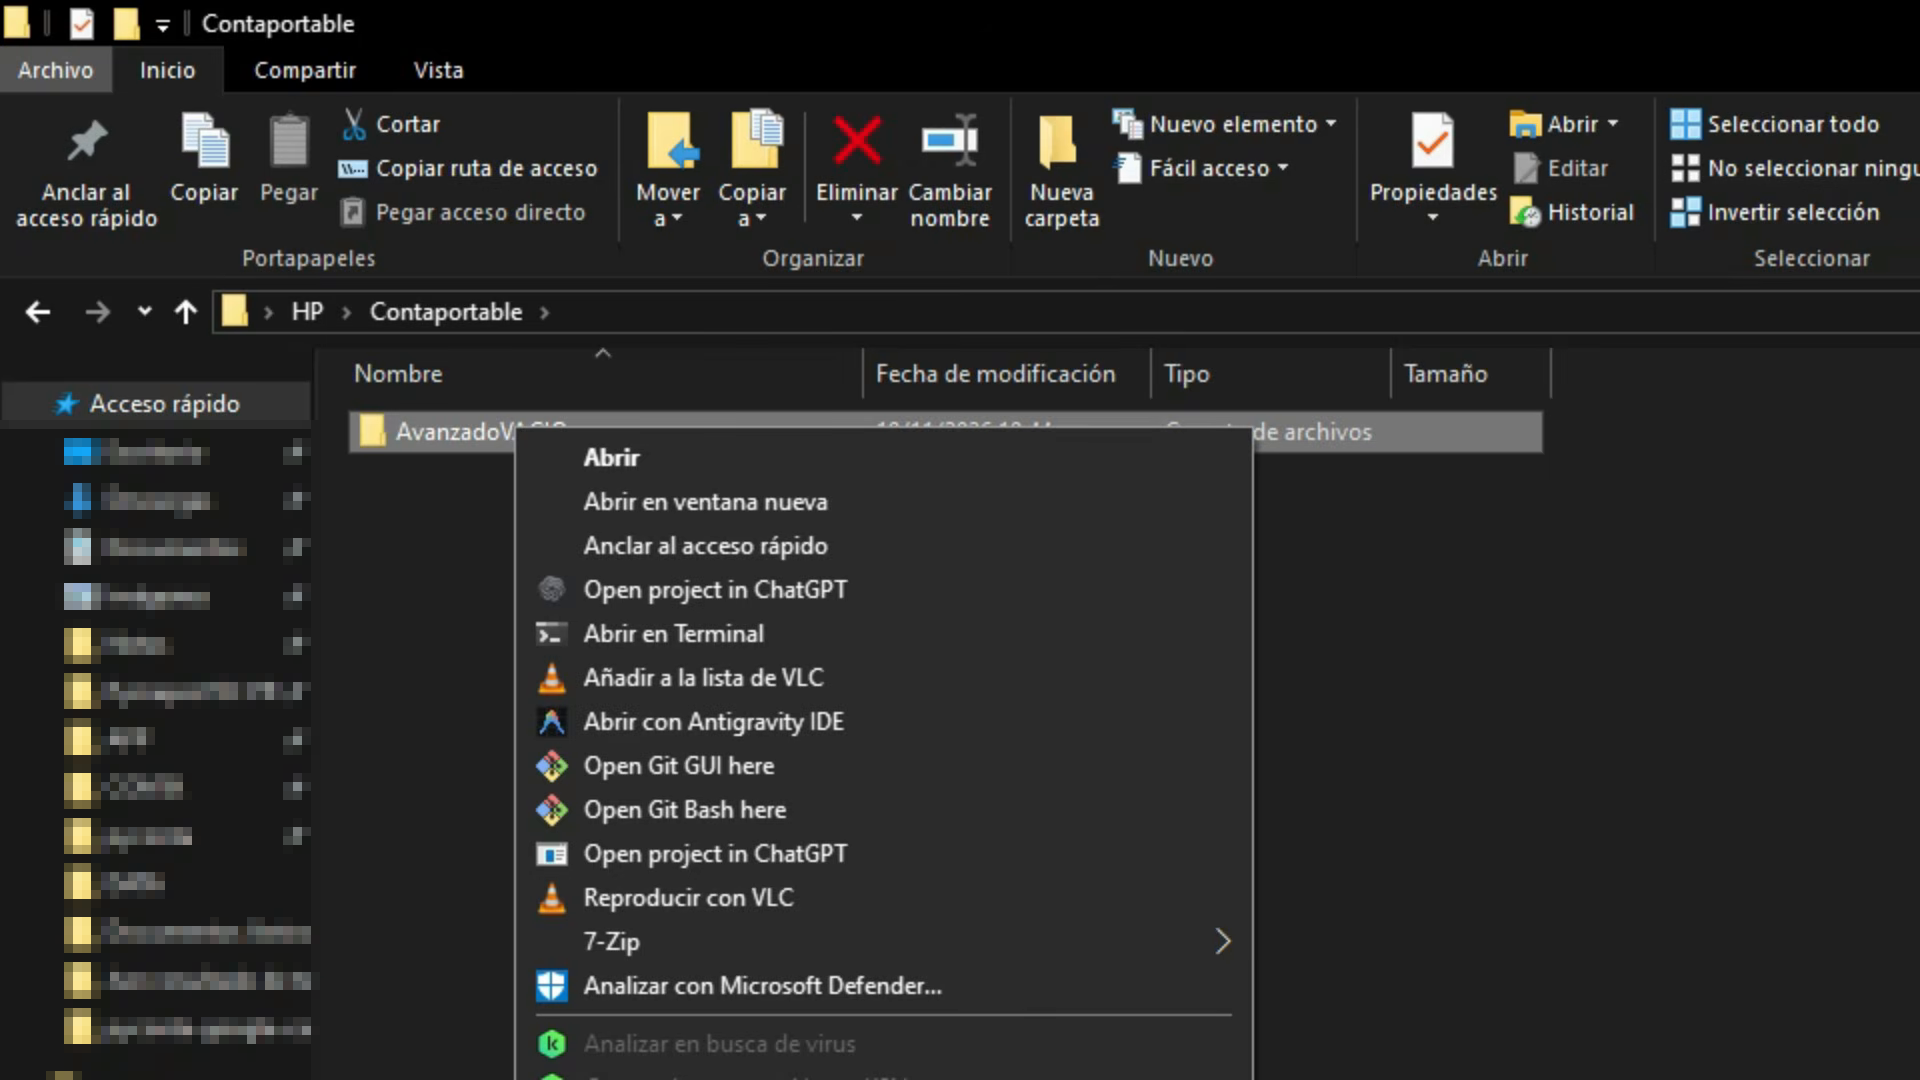 Contaportable
Archivo Inicio Compartir Vista
Anclar al acceso rápido
Copiar
Pegar
Cortar
Copiar ruta de acceso
Pegar acceso directo
Portapapeles
Mover a
Copiar a
Eliminar
Cambiar nombre
Organizar
Nueva carpeta
Nuevo elemento
Fácil acceso
Nuevo
Propiedades
Abrir
Editar
Historial
Abrir
Seleccionar todo
No seleccionar ningu
Invertir selección
Seleccionar
HP > Contaportable >
Nombre Fecha de modificación Tipo Tamaño
Acceso rápido
AvanzadoVACIO de archivos
Abrir
Abrir en ventana nueva
Anclar al acceso rápido
Open project in ChatGPT
Abrir en Terminal
Añadir a la lista de VLC
Abrir con Antigravity IDE
Open Git GUI here
Open Git Bash here
Open project in ChatGPT
Reproducir con VLC
7-Zip
Analizar con Microsoft Defender...
Analizar en busca de virus